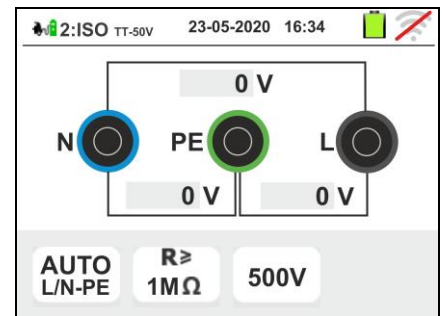 2:ISO TT-50V 23-05-2020 16:34
0 V
N PE L
0 V 0 V
AUTO R≥ 500V
L/N-PE 1MΩ